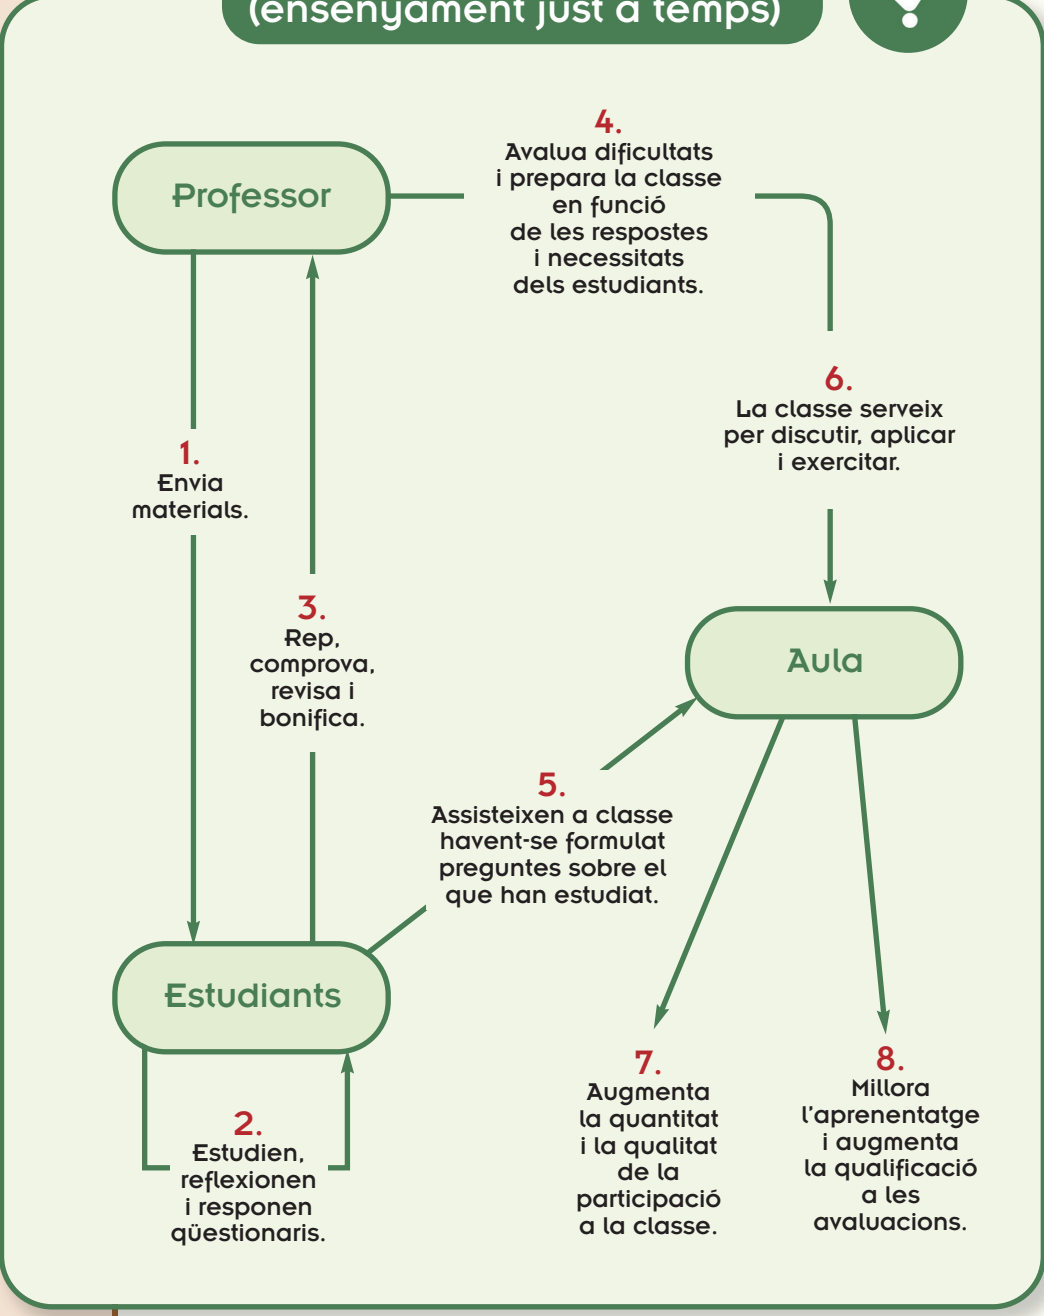 (ensenyament just a temps)
Professor
4.
Avalua dificultats
i prepara la classe
en funció
de les respostes
i necessitats
dels estudiants.
6.
La classe serveix
per discutir, aplicar
i exercitar.
1.
Envia
materials.
3.
Rep,
comprova,
revisa i
bonifica.
Aula
5.
Assisteixen a classe
havent-se formulat
preguntes sobre el
que han estudiat.
Estudiants
2.
Estudien,
reflexionen
i responen
qüestionaris.
7.
Augmenta
la quantitat
i la qualitat
de la
participació
a la classe.
8.
Millora
l'aprenentatge
i augmenta
la qualificació
a les
avaluacions.